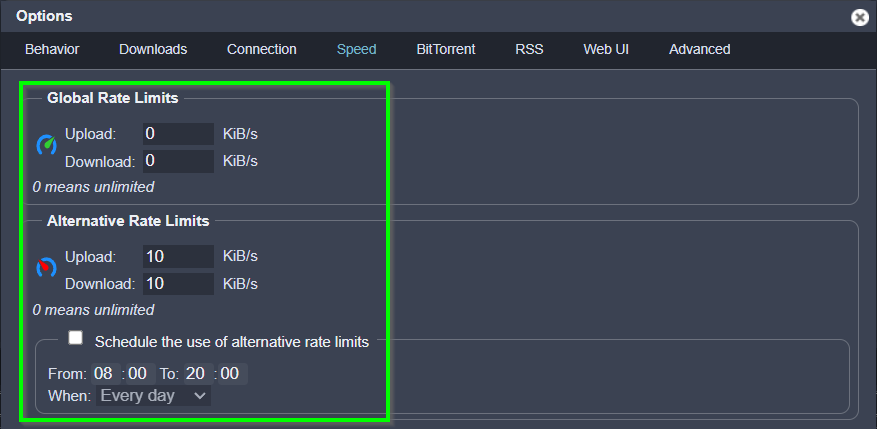 Options
Behavior Downloads Connection Speed BitTorrent RSS Web UI Advanced
Global Rate Limits
Upload: 0 KiB/s
Download: 0 KiB/s
0 means unlimited
Alternative Rate Limits
Upload: 10 KiB/s
Download: 10 KiB/s
0 means unlimited
Schedule the use of alternative rate limits
From: 08 : 00 To: 20 : 00
When: Every day